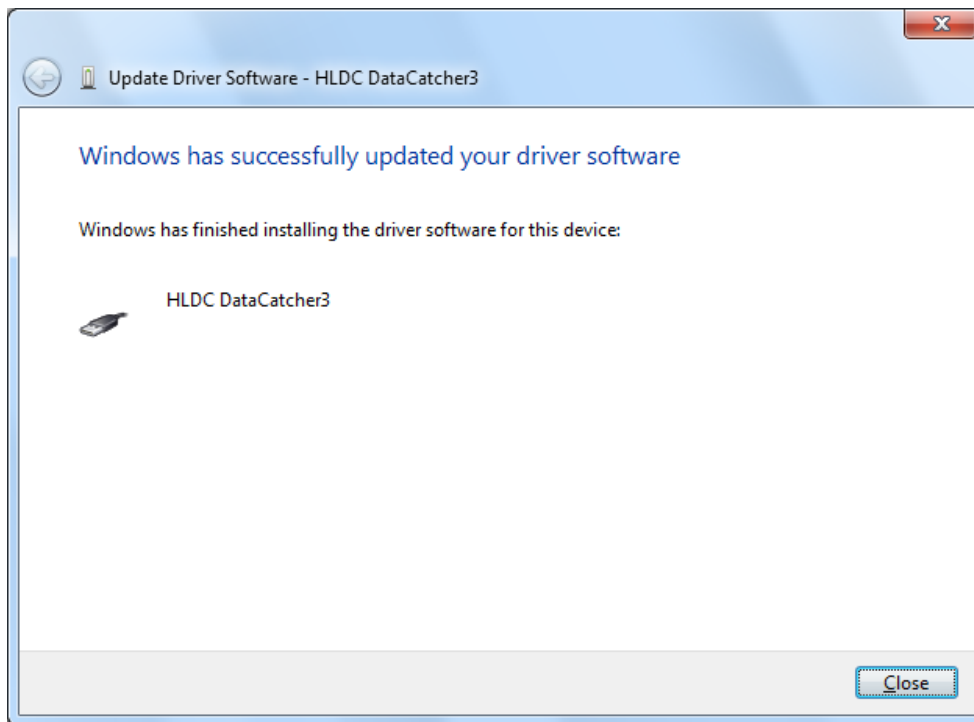 Update Driver Software - HLDC DataCatcher3
Windows has successfully updated your driver software
Windows has finished installing the driver software for this device:
HLDC DataCatcher3
Close